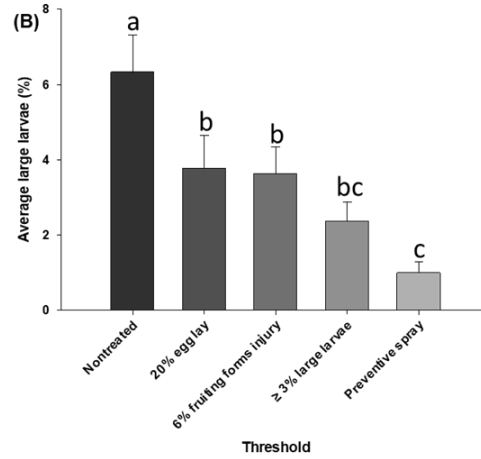 (B)
Average large larvae (%)
8
6
4
2
0
a
b
b
bc
c
Nontreated
20% egg lay
6% fruiting forms injury
≥ 3% large larvae
Preventive spray
Threshold